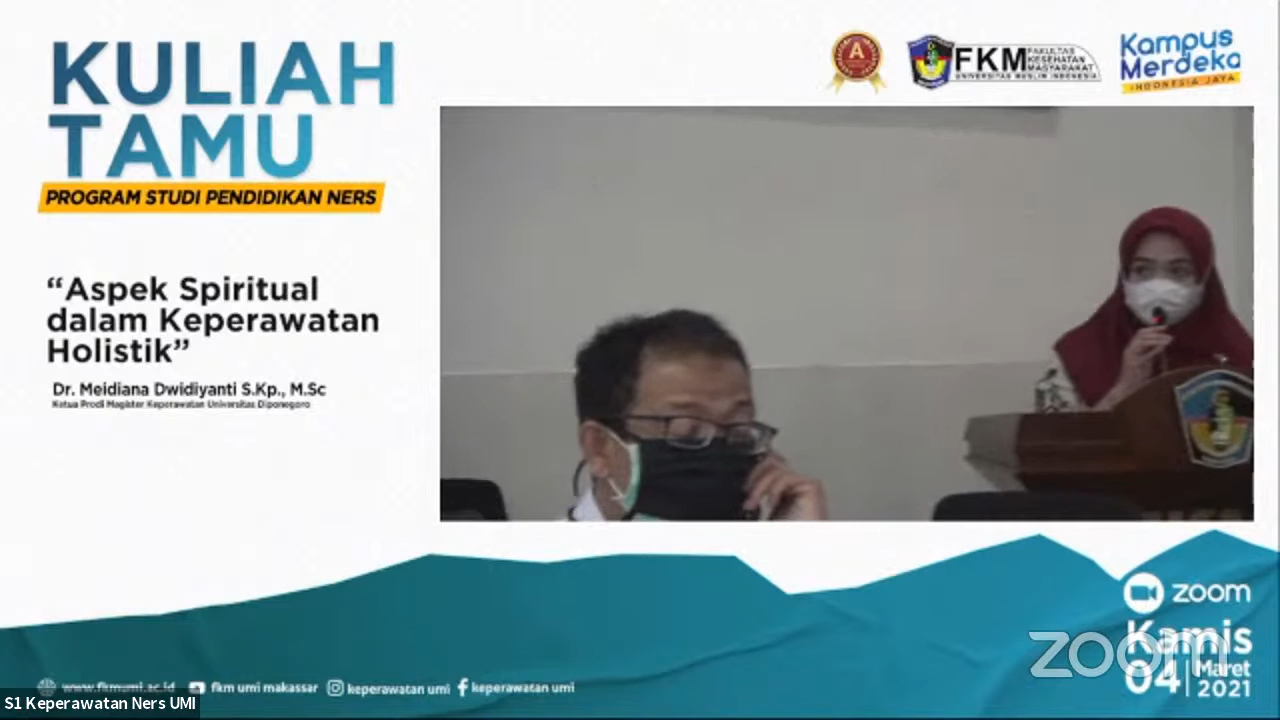 KULIAH
TAMU
PROGRAM STUDI PENDIDIKAN NERS
“Aspek Spiritual
dalam Keperawatan
Holistik”
Dr. Meidiana Dwidiyanti S.Kp., M.Sc
Ketua Prodi Magister Keperawatan Universitas Diponegoro
A
FKM
FAKULTAS
KESEHATAN
MASYARAKAT
UNIVERSITAS MUSLIM INDONESIA
Kampus
Merdeka
INDONESIA JAYA
zoom
Kamis
zoom
04
Maret
2021
www.fkmumi.ac.id
fkm umi makassar
keperawatan umi
keperawatan umi
S1 Keperawatan Ners UMI